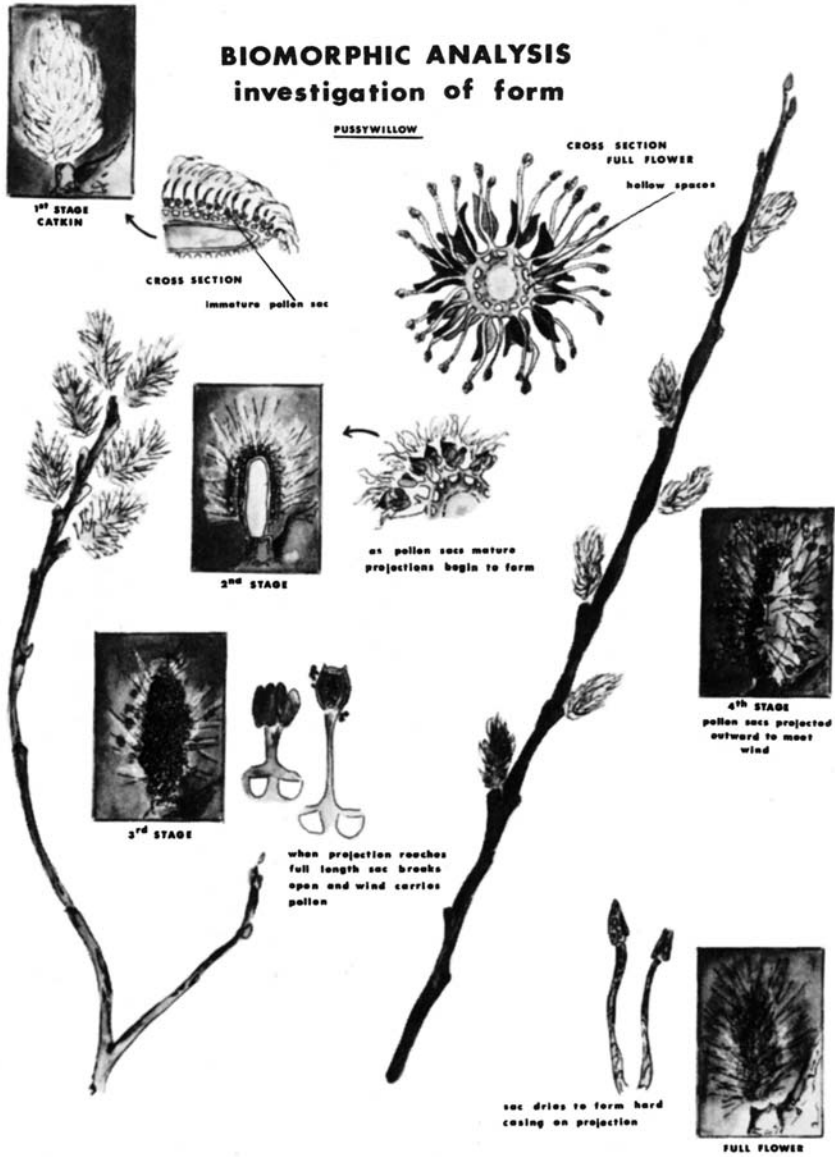 BIOMORPHIC ANALYSIS
investigation of form
PUSSYWILLOW
1st STAGE
CATKIN
CROSS SECTION
immature pollen sac
CROSS SECTION
FULL FLOWER
hollow spaces
2nd STAGE
as pollen sacs mature
projections begin to form
3rd STAGE
when projection reaches
full length sac breaks
open and wind carries
pollen
4th STAGE
pollen sacs projected
outward to meet
wind
sac dries to form hard
casing on projection
FULL FLOWER